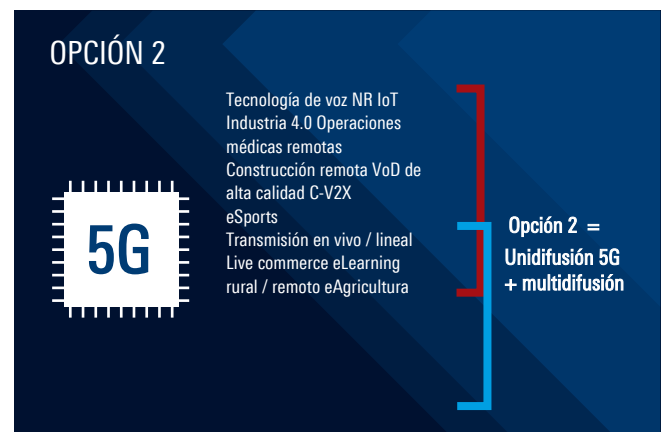 OPCIÓN 2
Tecnología de voz NR IoT
Industria 4.0 Operaciones
médicas remotas
Construcción remota VoD de
alta calidad C-V2X
eSports
Transmisión en vivo / lineal
Live commerce eLearning
rural / remoto eAgricultura
5G
Opción 2 =
Unidifusión 5G
+ multidifusión